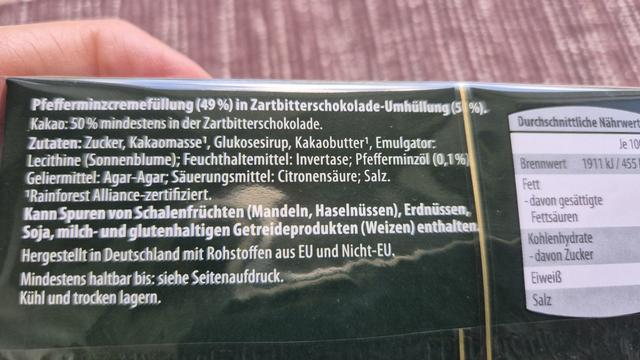 Pfefferminzcremefüllung (49 %) in Zartbitterschokolade-Umhüllung (51 %).
Kakao: 50 % mindestens in der Zartbitterschokolade.
Zutaten: Zucker, Kakaomasse¹, Glukosesirup, Kakaobutter¹, Emulgator:
Lecithine (Sonnenblume); Feuchthaltemittel: Invertase; Pfefferminzöl (0,1%)
Geliermittel: Agar-Agar; Säuerungsmittel: Citronensäure; Salz.
¹Rainforest Alliance-zertifiziert.
Kann Spuren von Schalenfrüchten (Mandeln, Haselnüssen), Erdnüssen,
Soja, milch- und glutenhaltigen Getreideprodukten (Weizen) enthalten.
Hergestellt in Deutschland mit Rohstoffen aus EU und Nicht-EU.
Mindestens haltbar bis: siehe Seitenaufdruck.
Kühl und trocken lagern.
Durchschnittliche Nährwert
Je 10
Brennwert 1911 kJ / 455
Fett
- davon gesättigte
Fettsäuren
Kohlenhydrate
- davon Zucker
Eiweiß
Salz